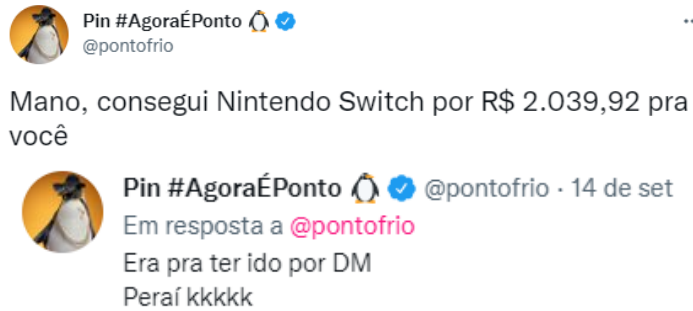 Pin #AgoraÉPonto 🐧
@pontofrio
Mano, consegui Nintendo Switch por R$ 2.039,92 pra
você
Pin #AgoraÉPonto 🐧 @pontofrio · 14 de set
Em resposta a @pontofrio
Era pra ter ido por DM
Peraí kkkkk